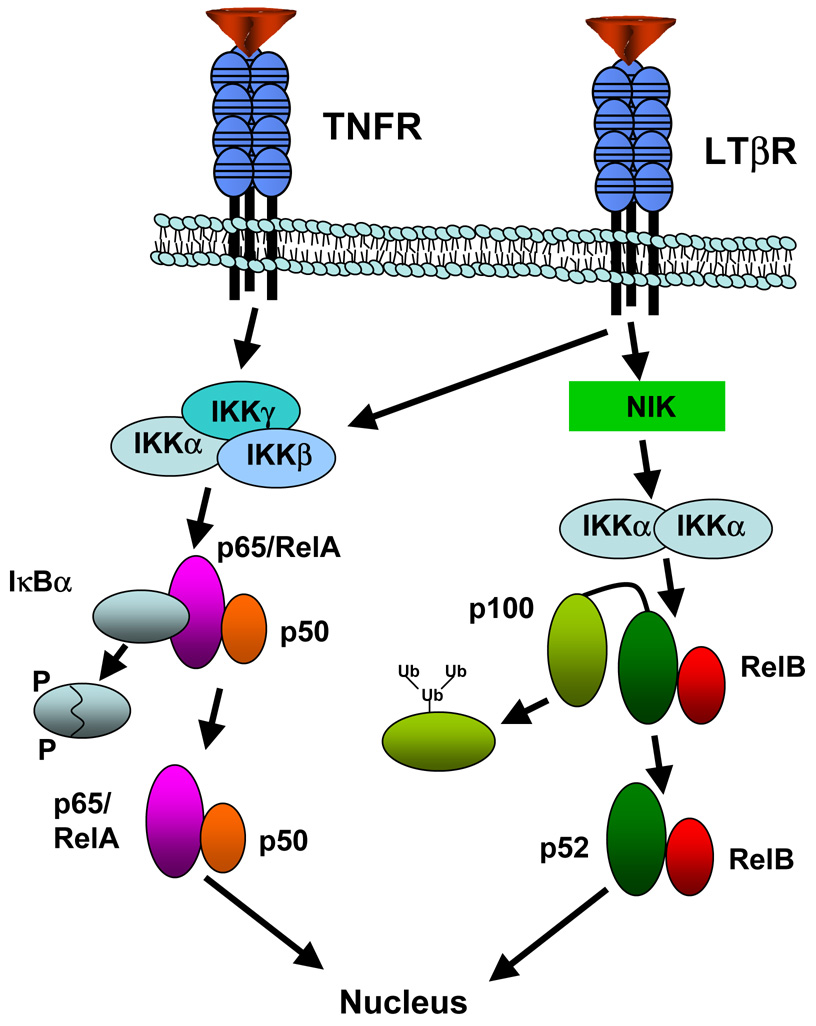 TNFR
LTβR
IKKγ
IKKα
IKKβ
NIK
IKKα
IKKα
p65/RelA
IκBα
p50
p100
RelB
P
P
Ub
Ub
Ub
p65/
RelA
p50
p52
RelB
Nucleus